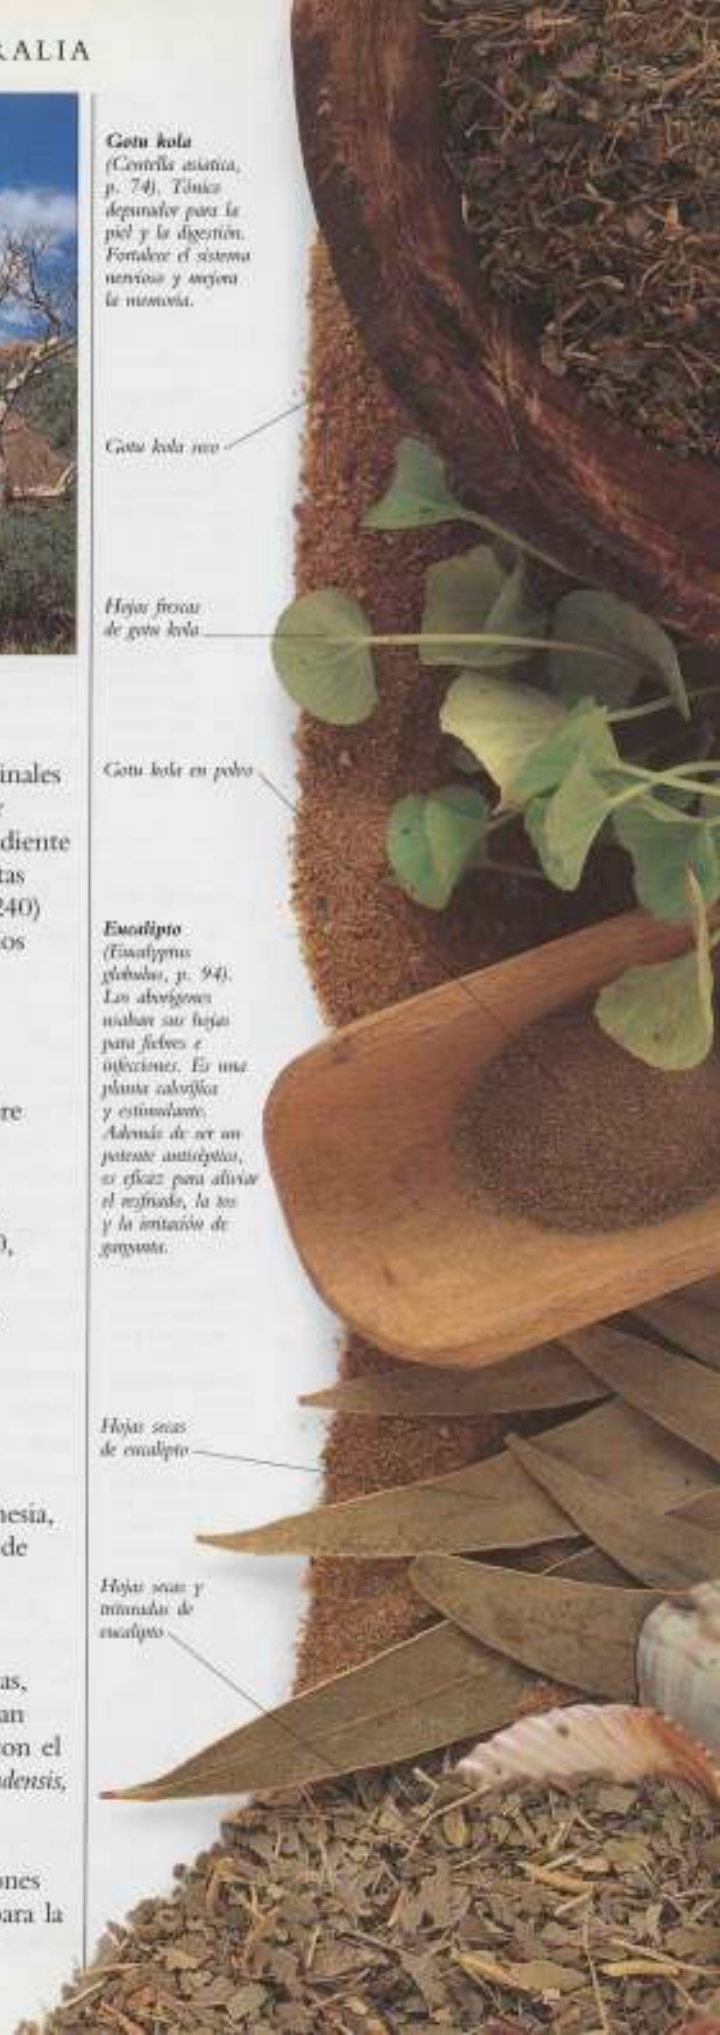 RALIA
Gotu kola
(Centella asiatica,
p. 74). Tónico
depurador para la
piel y la digestión.
Fortalece el sistema
nervioso y mejora
la memoria.
Gotu kola seco
Hojas frescas
de gotu kola
Gotu kola en polvo
Eucalipto
(Eucalyptus
globulus, p. 94).
Los aborígenes
usaban sus hojas
para fiebres e
infecciones. Es una
planta calorífica
y estimulante.
Además de ser un
potente antiséptico,
es eficaz para aliviar
el resfriado, la tos
y la irritación de
garganta.
Hojas secas
de eucalipto
Hojas secas y
trituradas de
eucalipto
inales
diente
tas
240)
os
re
0,
nesia,
de
as,
an
on el
densis,
ones
para la